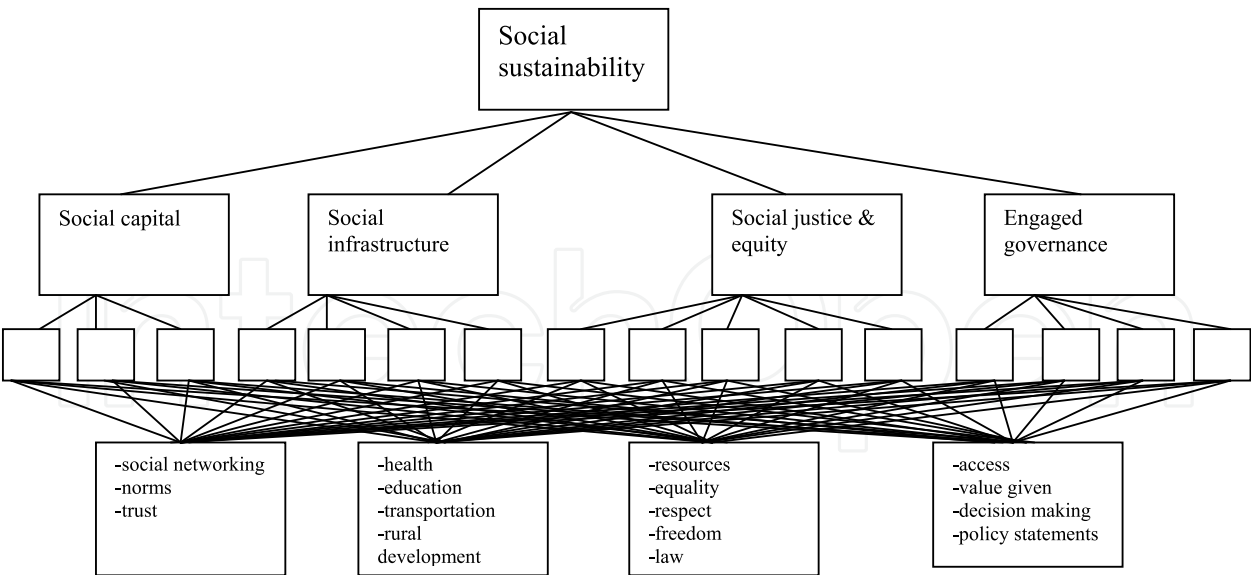 Social
sustainability
Social capital
Social
infrastructure
Social justice &
equity
Engaged
governance
intechopen
-social networking
-norms
-trust
-health
-education
-transportation
-rural
development
-resources
-equality
-respect
-freedom
-law
-access
-value given
-decision making
-policy statements